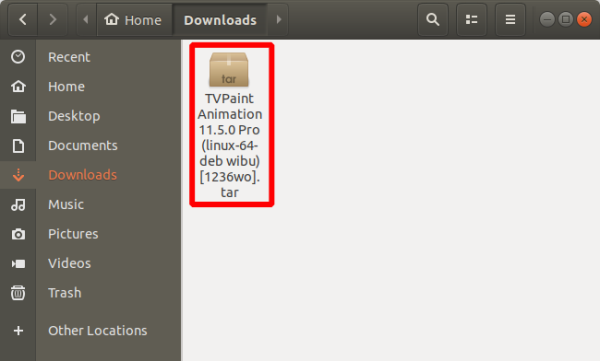 Home
Downloads
Recent
Home
Desktop
Documents
Downloads
Music
Pictures
Videos
Trash
Other Locations
tar
TVPaint
Animation
11.5.0 Pro
(linux-64-
deb wibu)
[1236wo].
tar